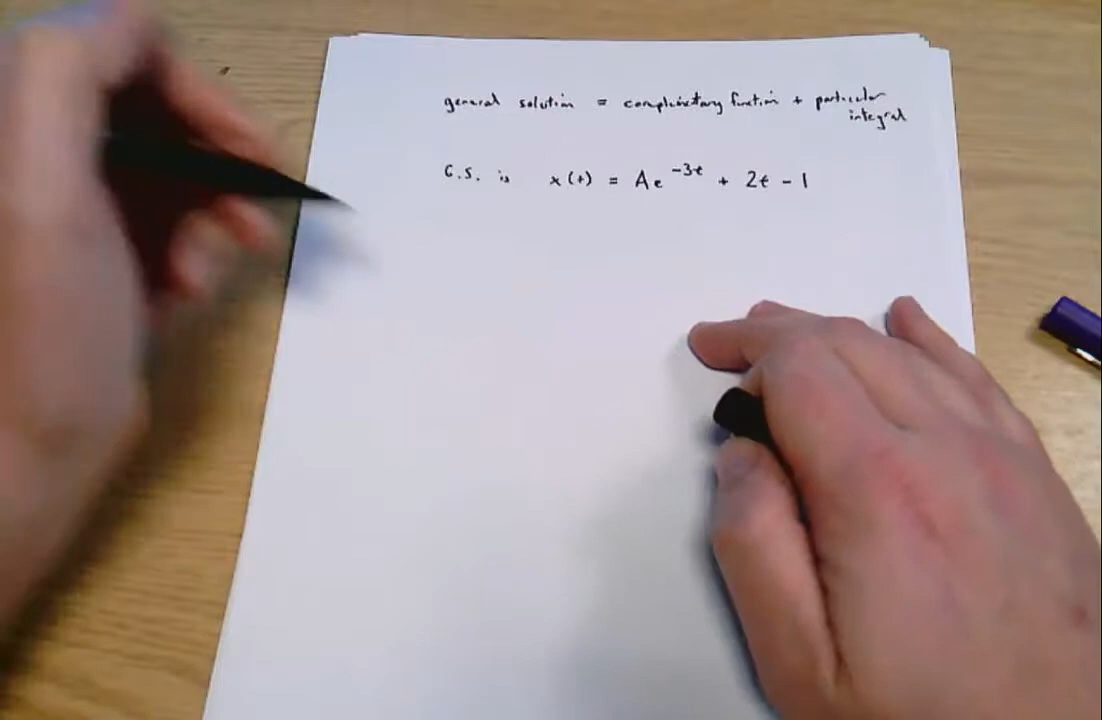 general solution = complimentary function + particular
integral
G.S. is x(t) = Ae^{-3t} + 2t - 1